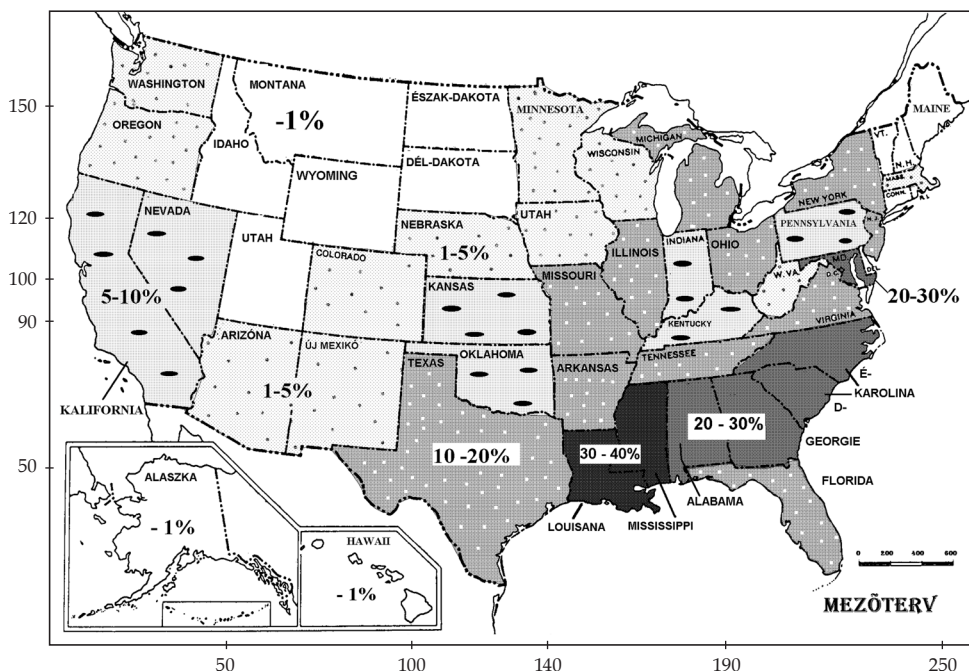 150
120
100
90
50
50
100
140
190
250
WASHINGTON
OREGON
MONTANA
-1%
IDAHO
WYOMING
ÉSZAK-DAKOTA
DÉL-DAKOTA
MINNESOTA
WISCONSIN
MICHIGAN
MAINE
VT.
N.H.
MASS.
CONN.
R.I.
NEW YORK
N.J.
PENNSYLVANIA
NEVADA
UTAH
COLORADO
NEBRASKA
1-5%
UTAH
ILLINOIS
INDIANA
OHIO
W.VA.
MD.
D.C.
DEL.
20-30%
5-10%
KANSAS
MISSOURI
KENTUCKY
VIRGINIA
ARIZÓNA
ÚJ MEXIKÓ
1-5%
TEXAS
OKLAHOMA
ARKANSAS
TENNESSEE
É-
KAROLINA
D-
KALIFORNIA
10 -20%
30 - 40%
20 - 30%
GEORGIE
FLORIDA
ALABAMA
MISSISSIPPI
LOUISANA
ALASZKA
- 1%
HAWAII
- 1%
0 200 400 600
MEZÕTERV